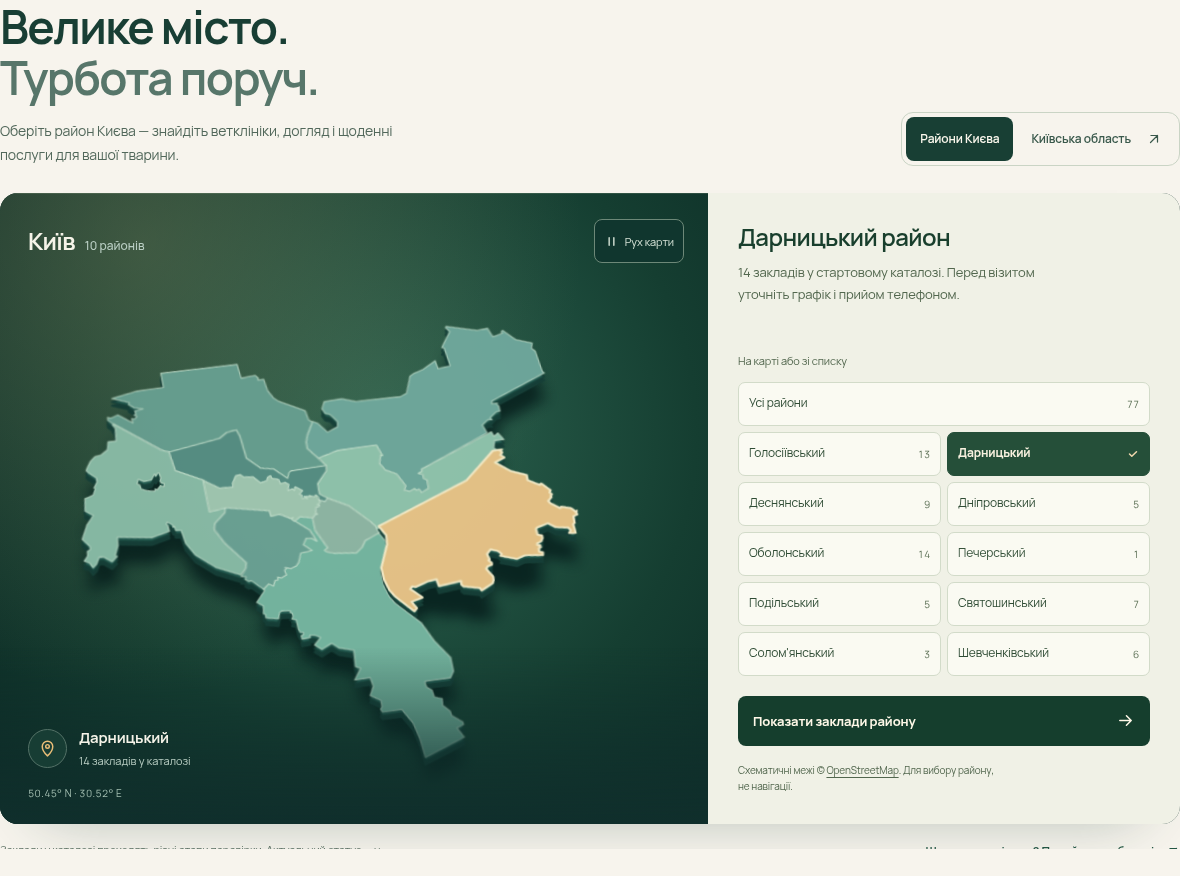 Велике місто.
Турбота поруч.
Оберіть район Києва — знайдіть ветклініки, догляд і щоденні
послуги для вашої тварини.
Райони Києва
Київська область
Київ 10 районів
Рух карти
Дарницький
14 закладів у каталозі
50.45° N · 30.52° E
Дарницький район
14 закладів у стартовому каталозі. Перед візитом
уточніть графік і прийом телефоном.
На карті або зі списку
Усі райони 77
Голосіївський 13
Дарницький
Деснянський 9
Дніпровський 5
Оболонський 14
Печерський 1
Подільський 5
Святошинський 7
Солом'янський 3
Шевченківський 6
Показати заклади району
Схематичні межі © OpenStreetMap. Для вибору району,
не навігації.